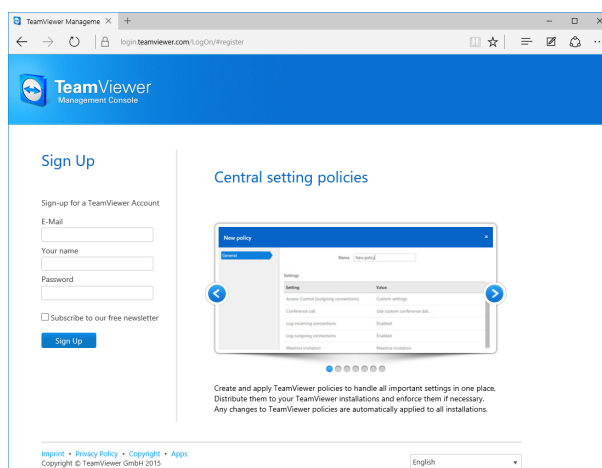 TeamViewer Manageme
login.teamviewer.com/LogOn/#register
TeamViewer
Management Console
Sign Up
Sign-up for a TeamViewer Account
E-Mail
Your name
Password
Subscribe to our free newsletter
Sign Up
Central setting policies
New policy
General
Name New policy
Settings
Setting Value
Access Control (outgoing connections) Custom settings
Conference call Use custom conference dat...
Log incoming connections Enabled
Log outgoing connections Enabled
Meeting invitation Meeting invitation
Create and apply TeamViewer policies to handle all important settings in one place.
Distribute them to your TeamViewer installations and enforce them if necessary.
Any changes to TeamViewer policies are automatically applied to all installations.
Imprint • Privacy Policy • Copyright • Apps
Copyright © TeamViewer GmbH 2015
English